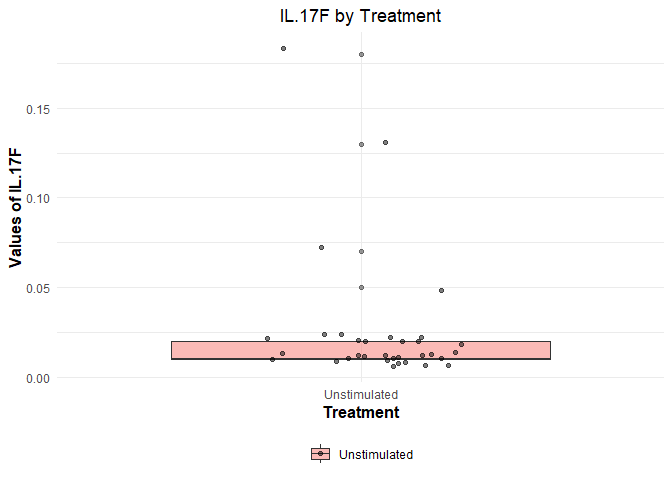 IL.17F by Treatment
Values of IL.17F
0.15
0.10
0.05
0.00
Unstimulated
Treatment
Unstimulated